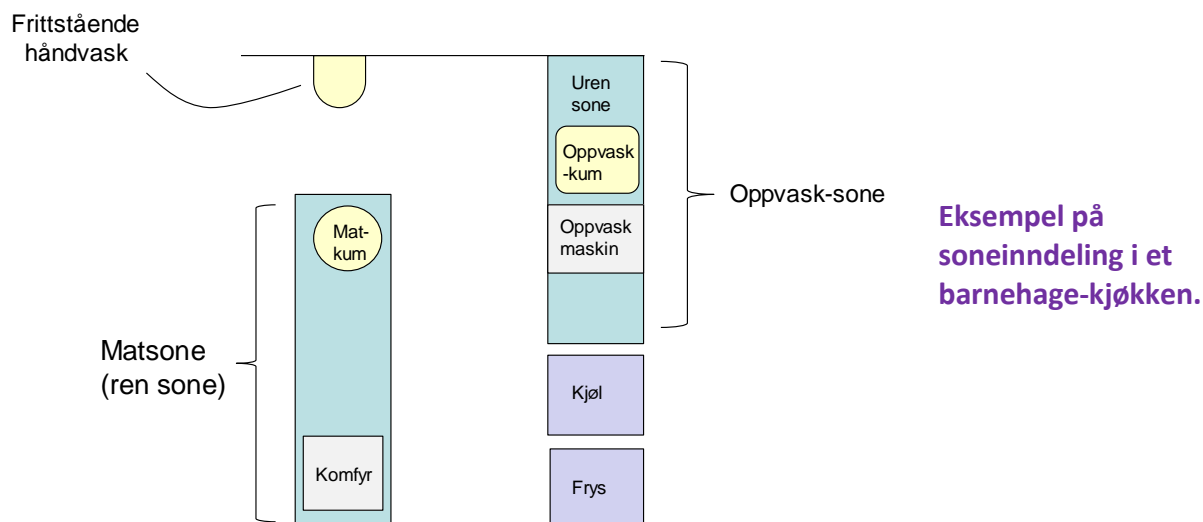 Frittstående
håndvask
Uren
sone
Oppvask
-kum
Oppvask-sone
Mat-
kum
Oppvask
maskin
Eksempel på
soneinndeling i et
barnehage-kjøkken.
Matsone
(ren sone)
Kjøl
Komfyr
Frys